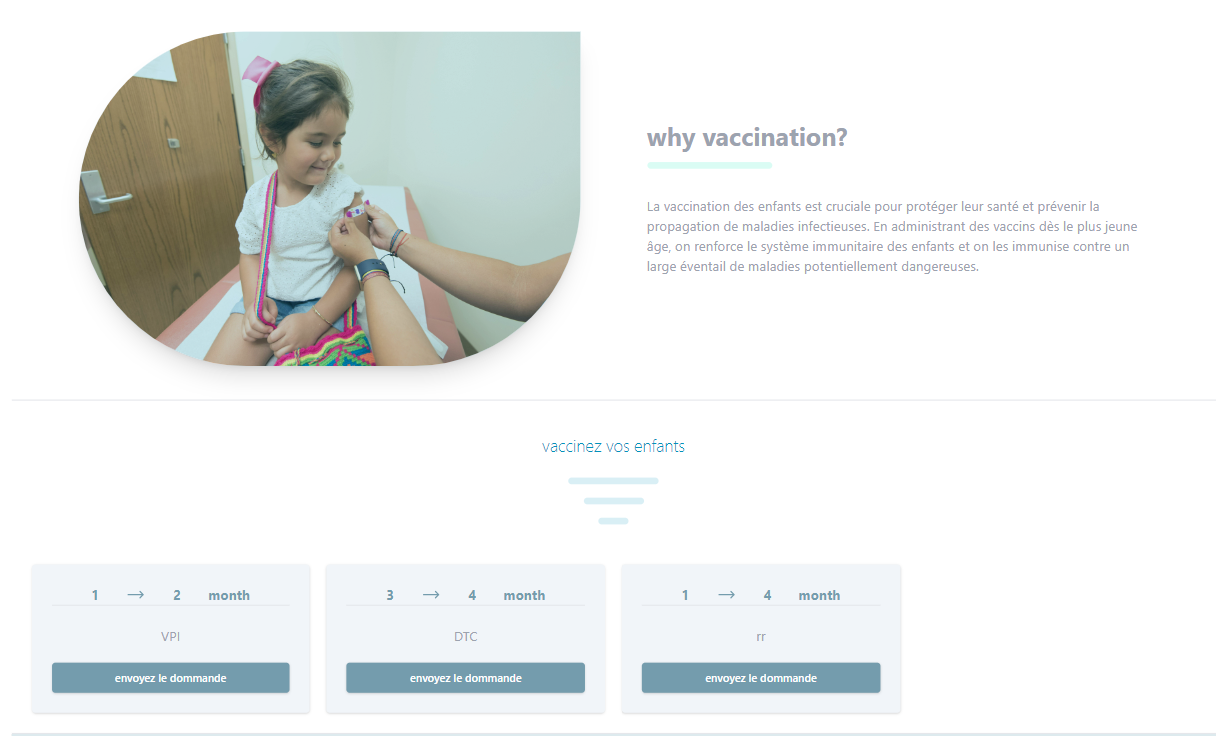 why vaccination?
La vaccination des enfants est cruciale pour protéger leur santé et prévenir la
propagation de maladies infectieuses. En administrant des vaccins dès le plus jeune
âge, on renforce le système immunitaire des enfants et on les immunise contre un
large éventail de maladies potentiellement dangereuses.
vaccinez vos enfants
1 → 2 month
VPI
envoyez le dommande
3 → 4 month
DTC
envoyez le dommande
1 → 4 month
rr
envoyez le dommande